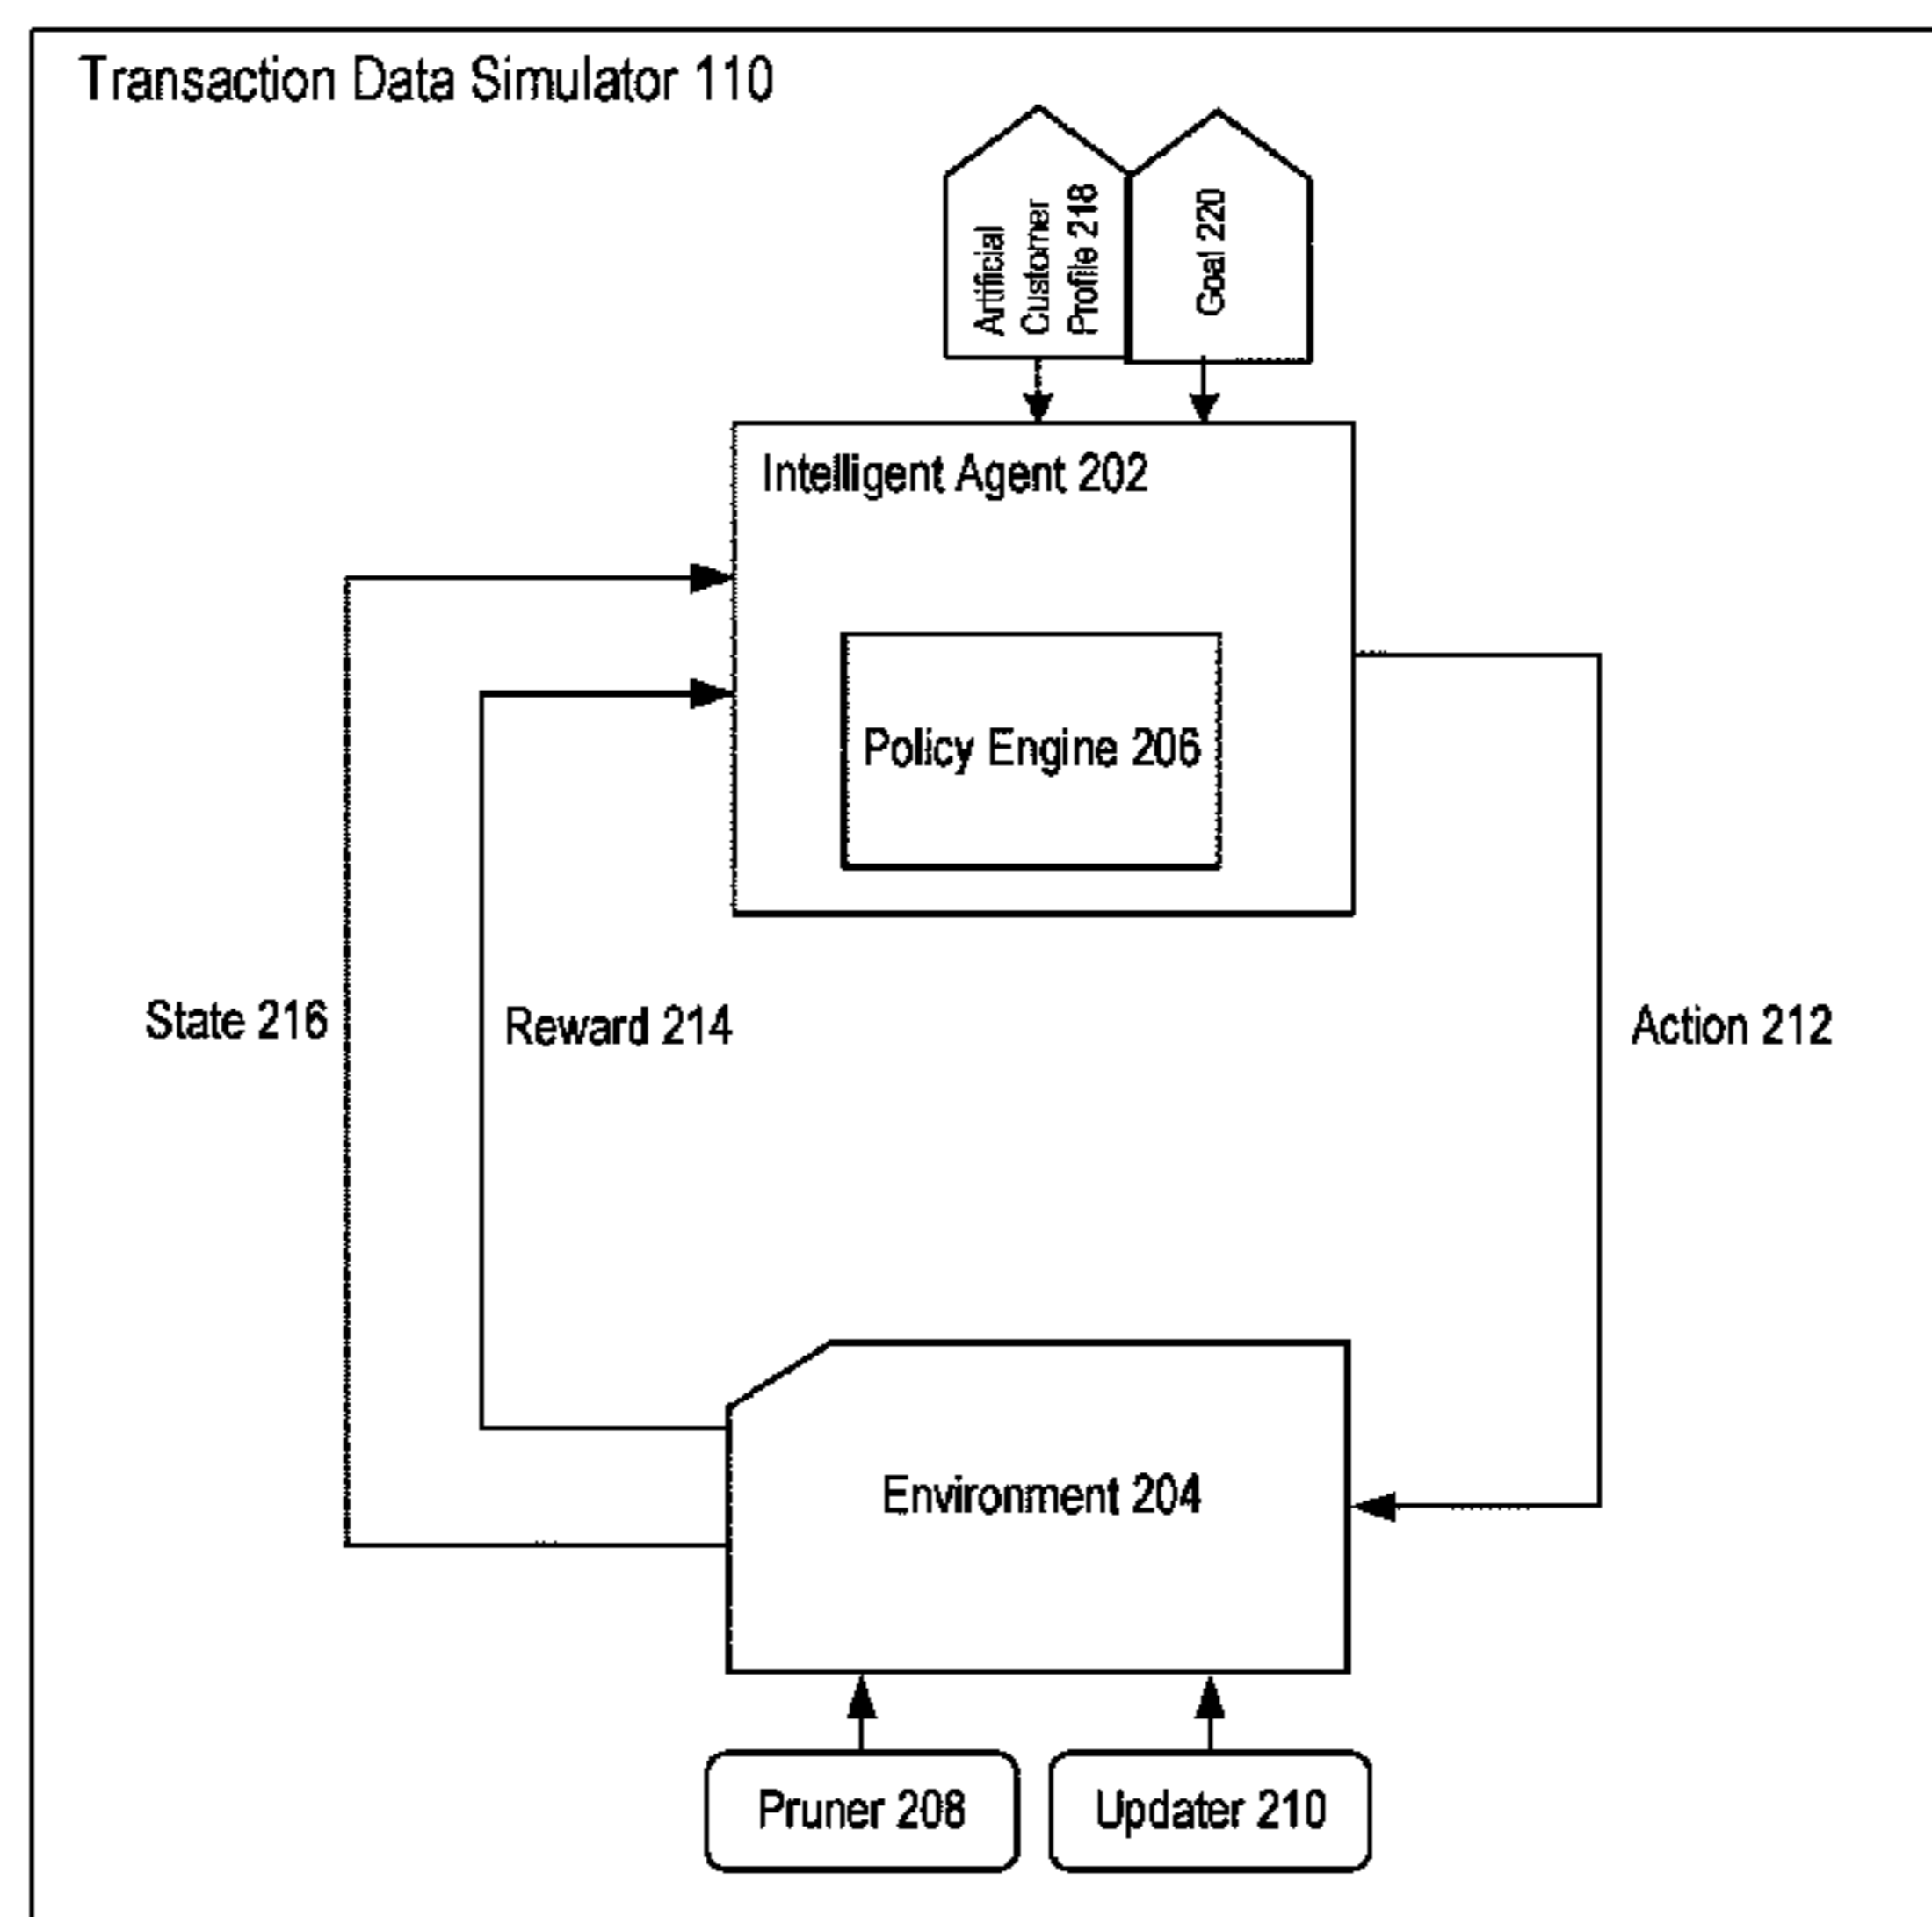 Transaction Data Simulator 110
Artificial
Customer
Profile 218
Goal 220
Intelligent Agent 202
Policy Engine 206
State 216
Reward 214
Action 212
Environment 204
Pruner 208
Updater 210